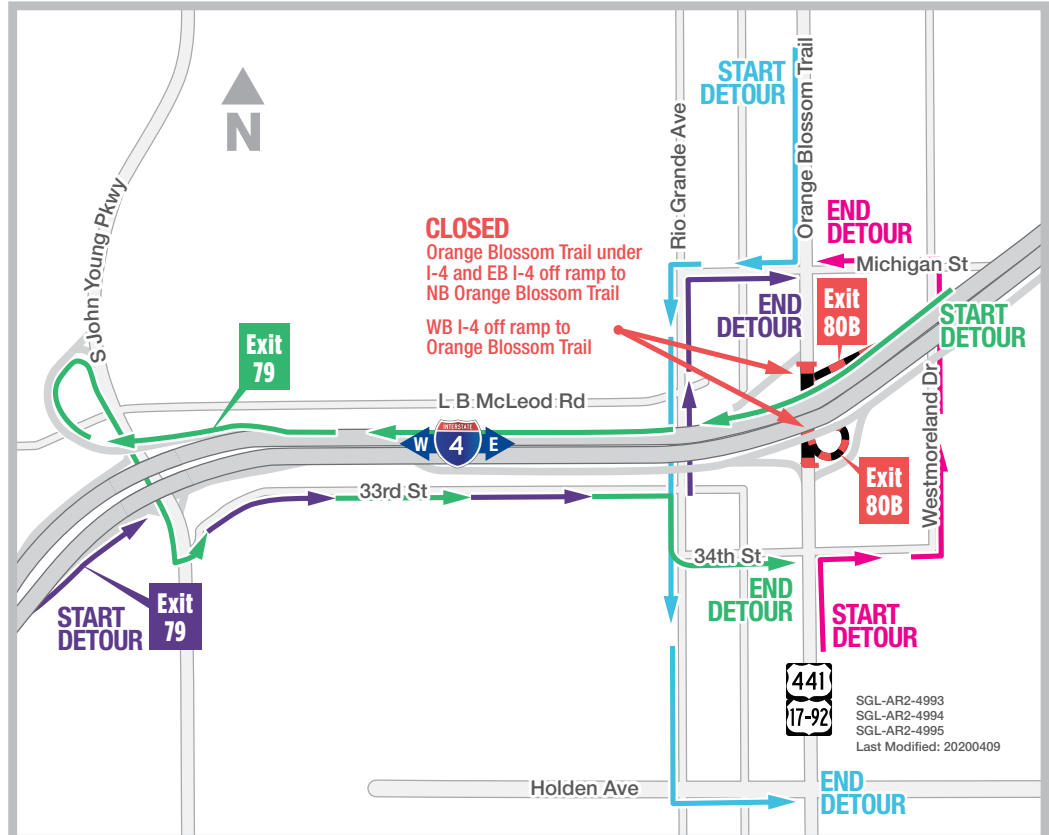 START
DETOUR
Orange Blossom Trail
Rio Grande Ave
N
S John Young Pkwy
CLOSED
Orange Blossom Trail under
I-4 and EB I-4 off ramp to
NB Orange Blossom Trail
WB I-4 off ramp to
Orange Blossom Trail
END
DETOUR
Michigan St
Exit
80B
END
DETOUR
START
DETOUR
Exit
79
L B McLeod Rd
W
INTERSTATE
4
E
Westmoreland Dr
Exit
80B
33rd St
34th St
END
DETOUR
START
DETOUR
Exit
79
START
DETOUR
441
17-92
SGL-AR2-4993
SGL-AR2-4994
SGL-AR2-4995
Last Modified: 20200409
Holden Ave
END
DETOUR